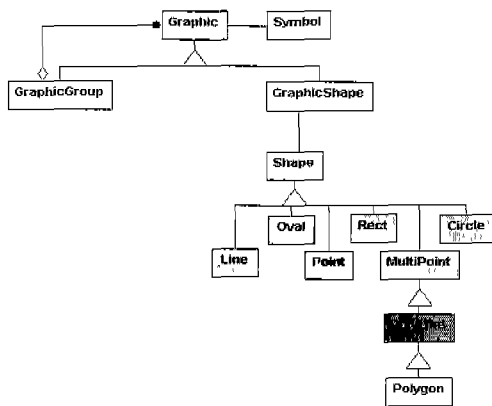 Graphic
Symbol
GraphicGroup
GraphicShape
Shape
Oval
Rect
Circle
Line
Point
MultiPoint
Polygon